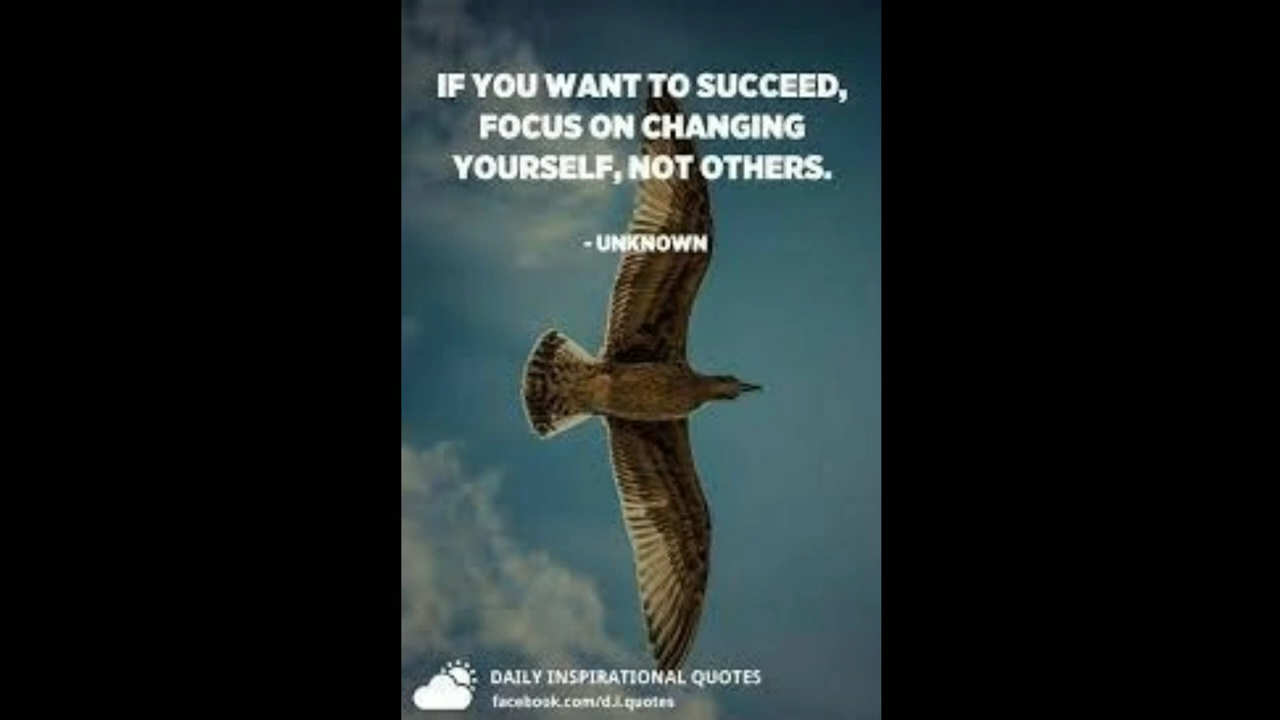 IF YOU WANT TO SUCCEED,
FOCUS ON CHANGING
YOURSELF, NOT OTHERS.
- UNKNOWN
DAILY INSPIRATIONAL QUOTES
facebook.com/d.i.quotes